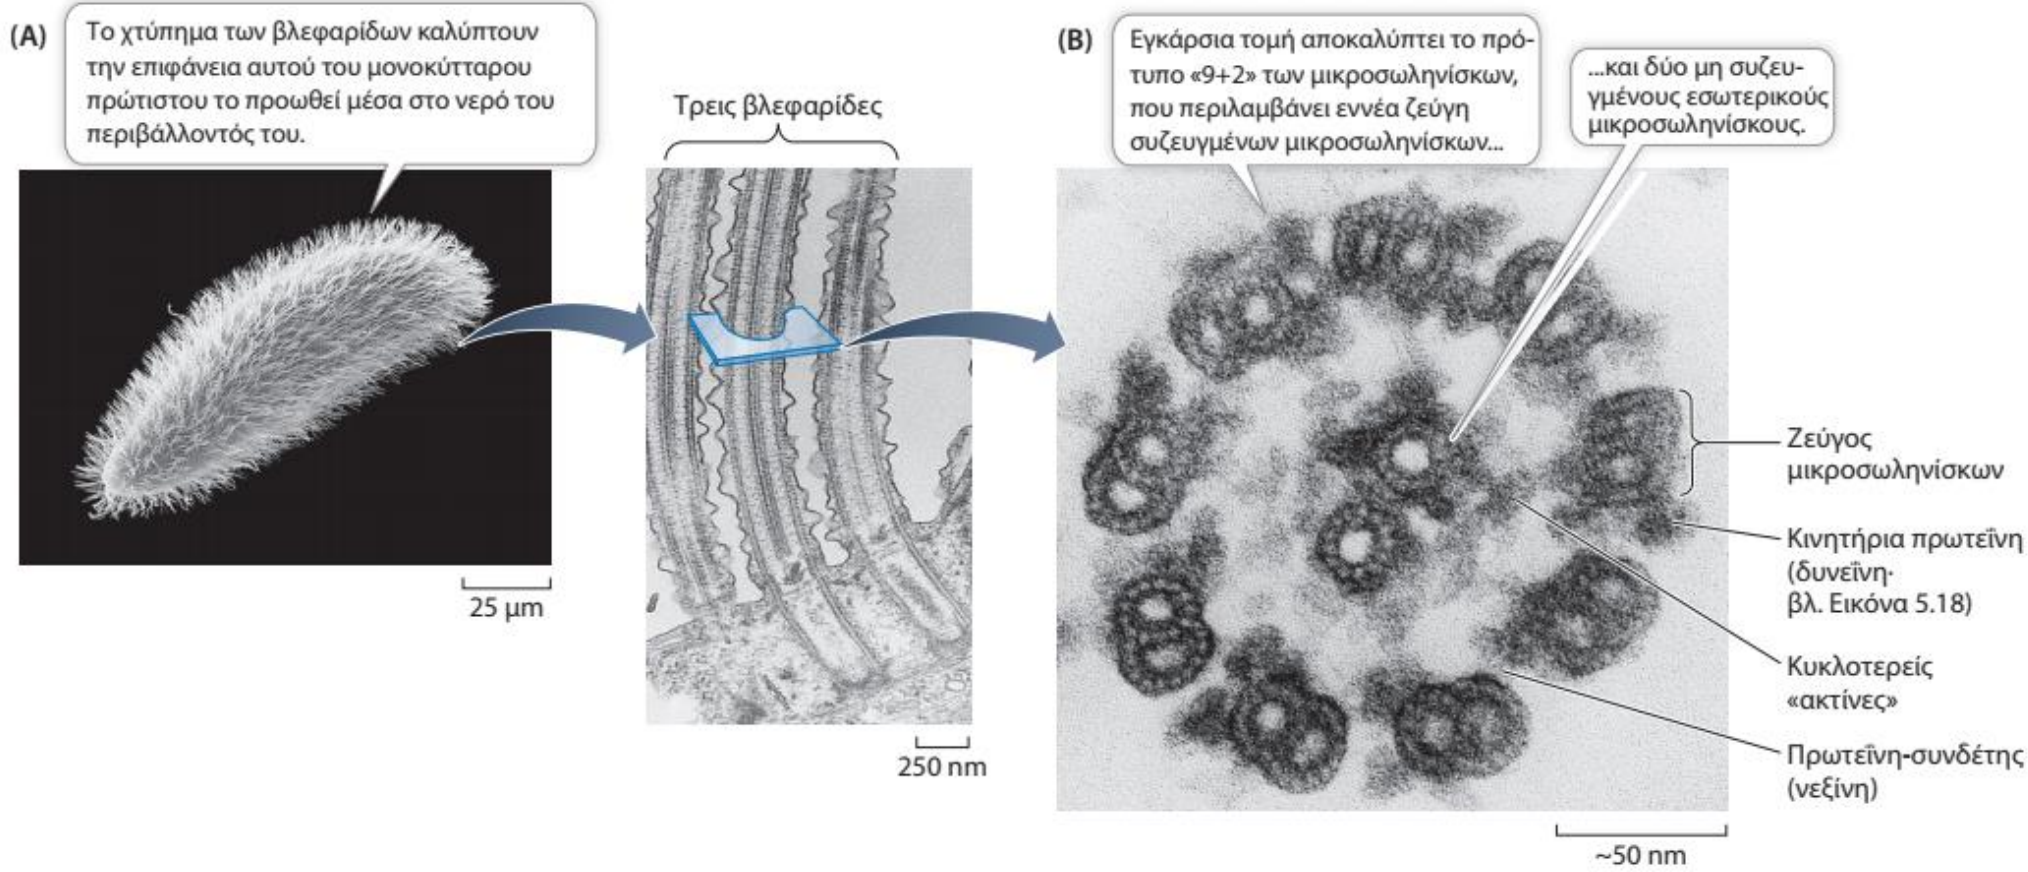 (A)
Το χτύπημα των βλεφαρίδων καλύπτουν
την επιφάνεια αυτού του μονοκύτταρου
πρώτιστου το προωθεί μέσα στο νερό του
περιβάλλοντός του.
25 μm
Τρεις βλεφαρίδες
250 nm
(B)
Εγκάρσια τομή αποκαλύπτει το πρό-
τυπο «9+2» των μικροσωληνίσκων,
που περιλαμβάνει εννέα ζεύγη
συζευγμένων μικροσωληνίσκων...
...και δύο μη συζευ-
γμένους εσωτερικούς
μικροσωληνίσκους.
Ζεύγος
μικροσωληνίσκων
Κινητήρια πρωτεΐνη
(δυνεΐνη·
βλ. Εικόνα 5.18)
Κυκλοτερείς
«ακτίνες»
Πρωτεΐνη-συνδέτης
(νεξίνη)
~50 nm